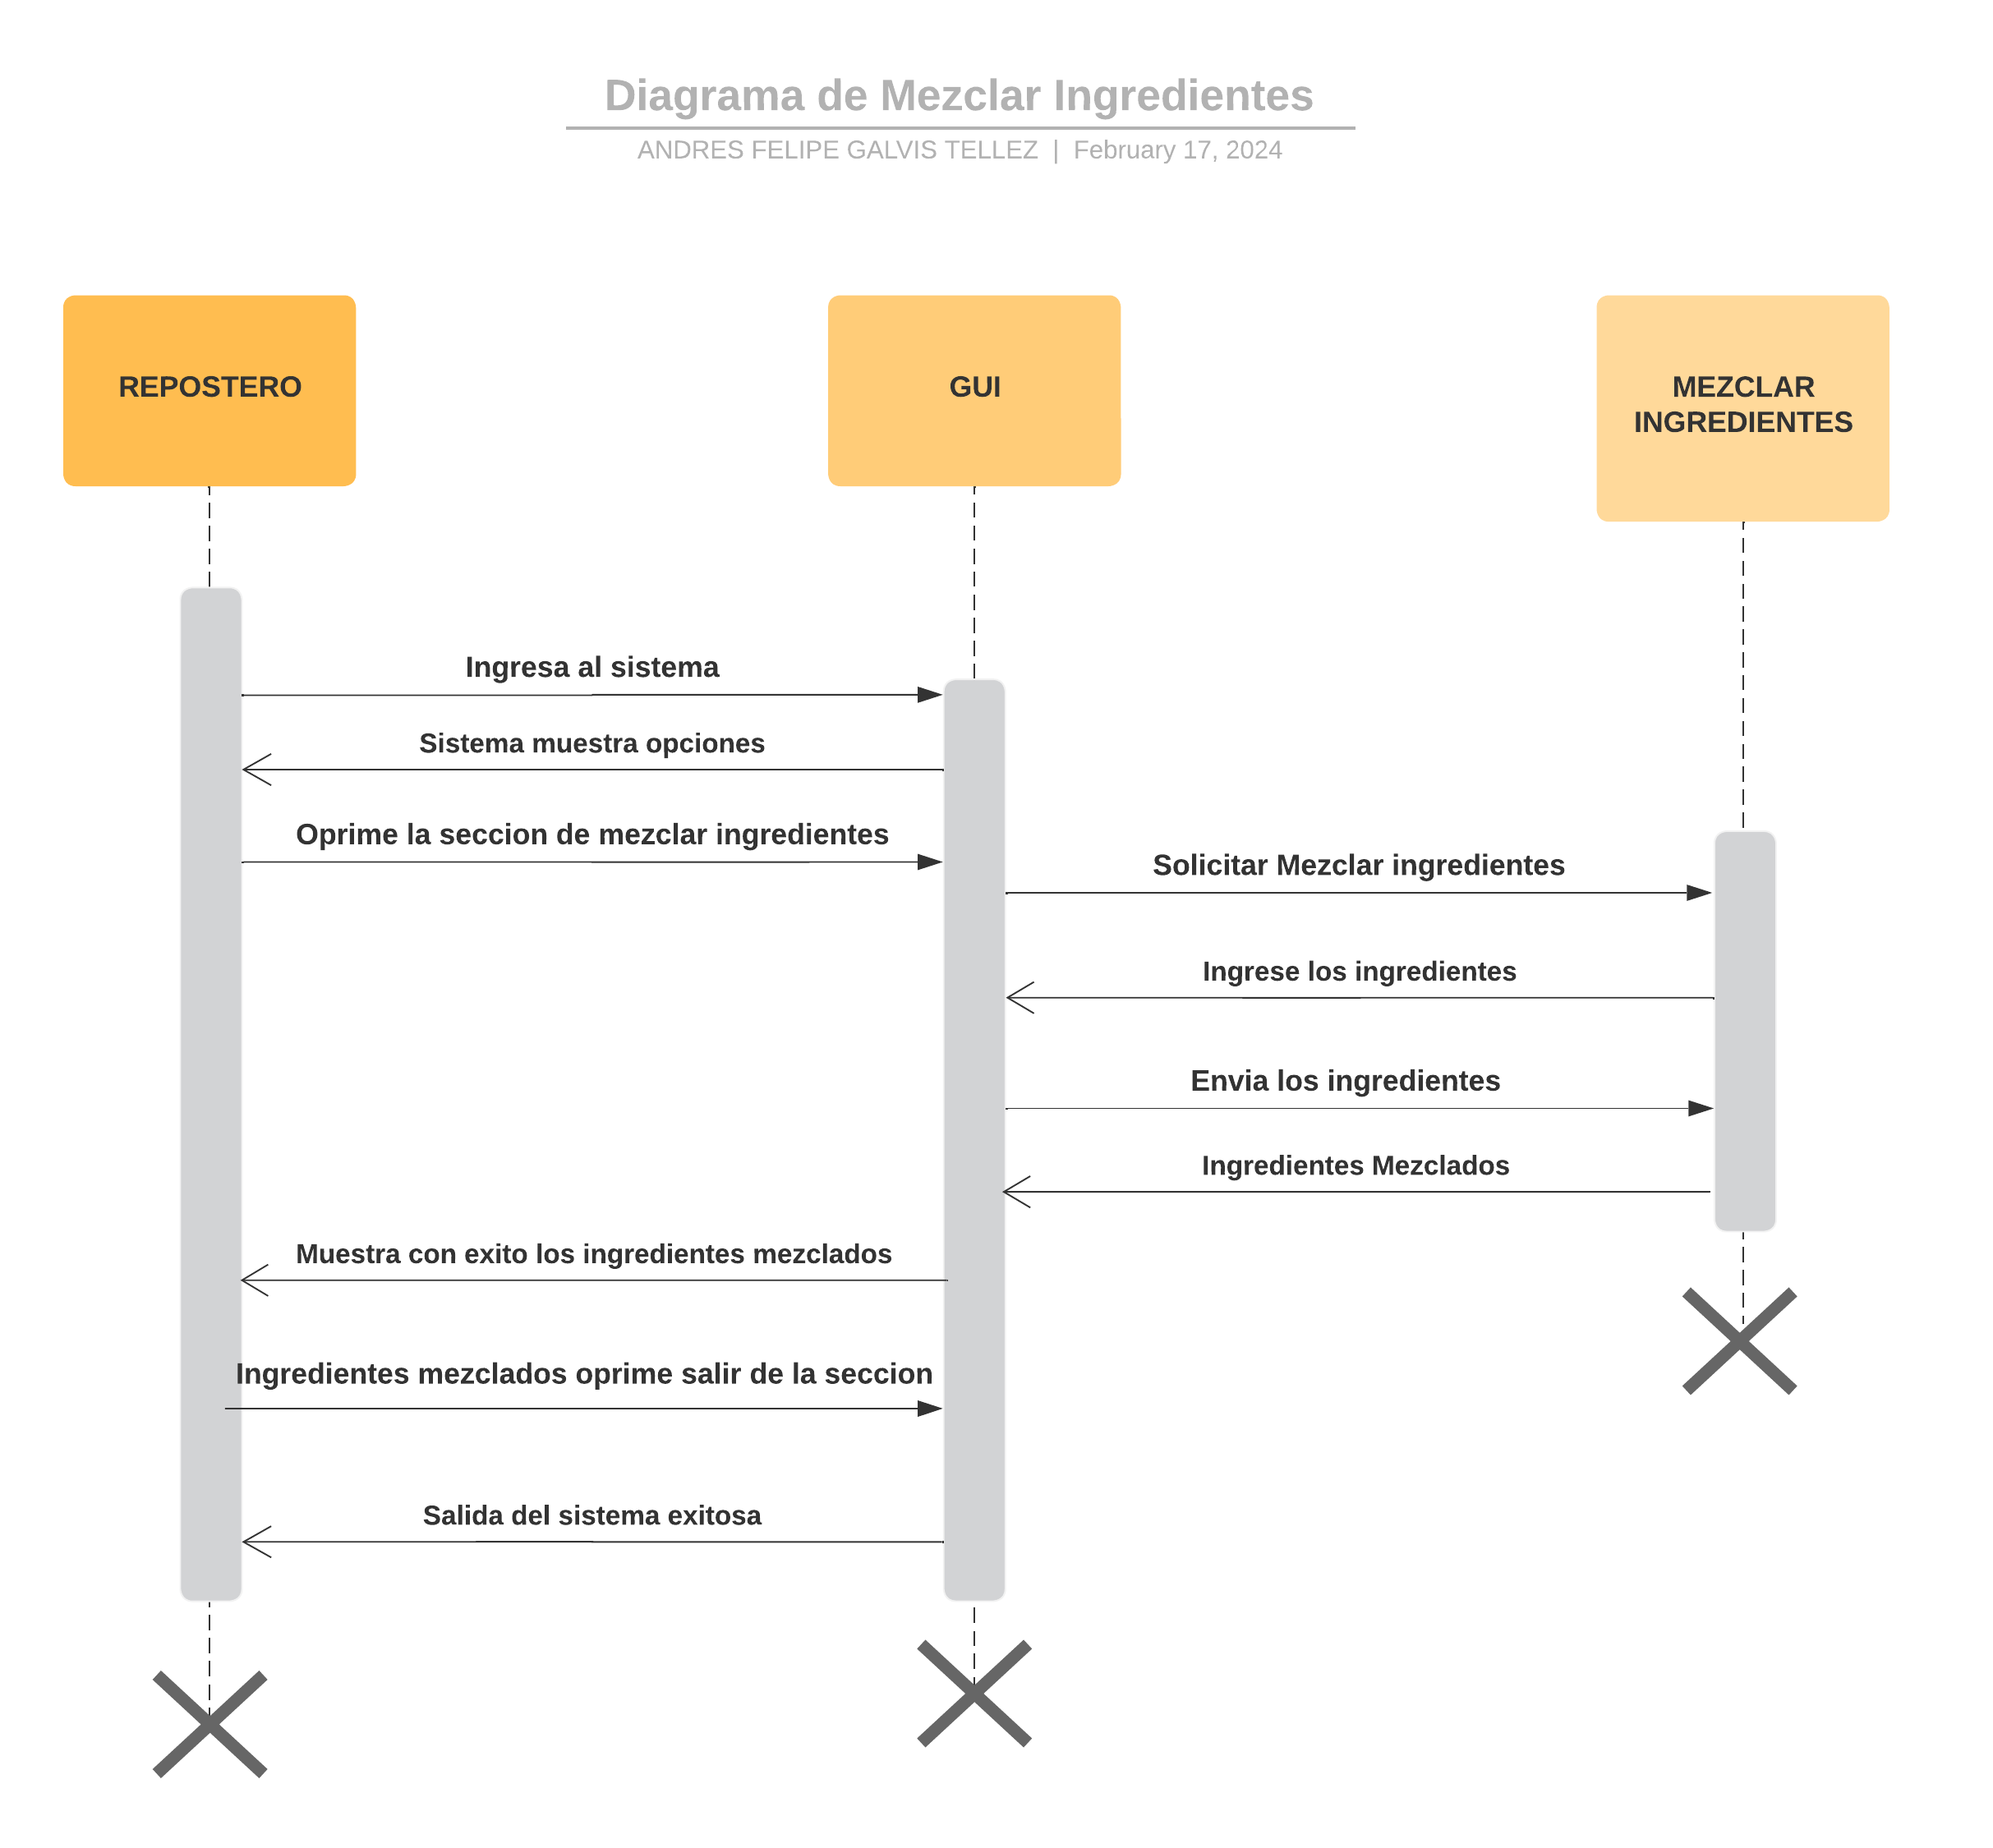 Diagrama de Mezclar Ingredientes
ANDRES FELIPE GALVIS TELLEZ | February 17, 2024
REPOSTERO
GUI
MEZCLAR
INGREDIENTES
Ingresa al sistema
Sistema muestra opciones
Oprime la seccion de mezclar ingredientes
Solicitar Mezclar ingredientes
Ingrese los ingredientes
Envia los ingredientes
Ingredientes Mezclados
Muestra con exito los ingredientes mezclados
Ingredientes mezclados oprime salir de la seccion
Salida del sistema exitosa